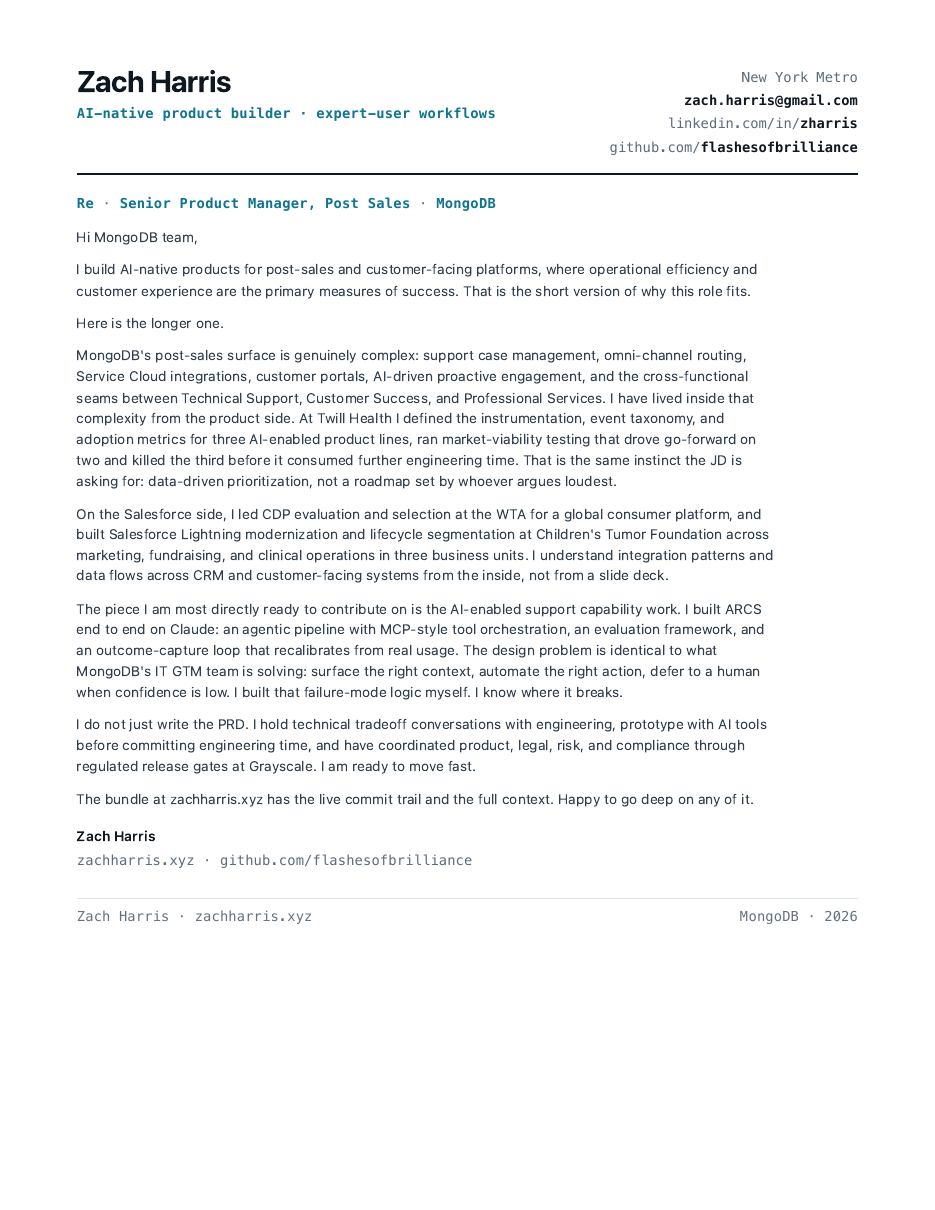 Zach Harris
AI–native product builder · expert–user workflows
New York Metro
zach.harris@gmail.com
linkedin.com/in/zharris
github.com/flashesofbrilliance
Re · Senior Product Manager, Post Sales · MongoDB
Hi MongoDB team,
I build AI-native products for post-sales and customer-facing platforms, where operational efficiency and
customer experience are the primary measures of success. That is the short version of why this role fits.
Here is the longer one.
MongoDB's post-sales surface is genuinely complex: support case management, omni-channel routing,
Service Cloud integrations, customer portals, AI-driven proactive engagement, and the cross-functional
seams between Technical Support, Customer Success, and Professional Services. I have lived inside that
complexity from the product side. At Twill Health I defined the instrumentation, event taxonomy, and
adoption metrics for three AI-enabled product lines, ran market-viability testing that drove go-forward on
two and killed the third before it consumed further engineering time. That is the same instinct the JD is
asking for: data-driven prioritization, not a roadmap set by whoever argues loudest.
On the Salesforce side, I led CDP evaluation and selection at the WTA for a global consumer platform, and
built Salesforce Lightning modernization and lifecycle segmentation at Children's Tumor Foundation across
marketing, fundraising, and clinical operations in three business units. I understand integration patterns and
data flows across CRM and customer-facing systems from the inside, not from a slide deck.
The piece I am most directly ready to contribute on is the AI-enabled support capability work. I built ARCS
end to end on Claude: an agentic pipeline with MCP-style tool orchestration, an evaluation framework, and
an outcome-capture loop that recalibrates from real usage. The design problem is identical to what
MongoDB's IT GTM team is solving: surface the right context, automate the right action, defer to a human
when confidence is low. I built that failure-mode logic myself. I know where it breaks.
I do not just write the PRD. I hold technical tradeoff conversations with engineering, prototype with AI tools
before committing engineering time, and have coordinated product, legal, risk, and compliance through
regulated release gates at Grayscale. I am ready to move fast.
The bundle at zachharris.xyz has the live commit trail and the full context. Happy to go deep on any of it.
Zach Harris
zachharris.xyz · github.com/flashesofbrilliance
Zach Harris · zachharris.xyz
MongoDB · 2026